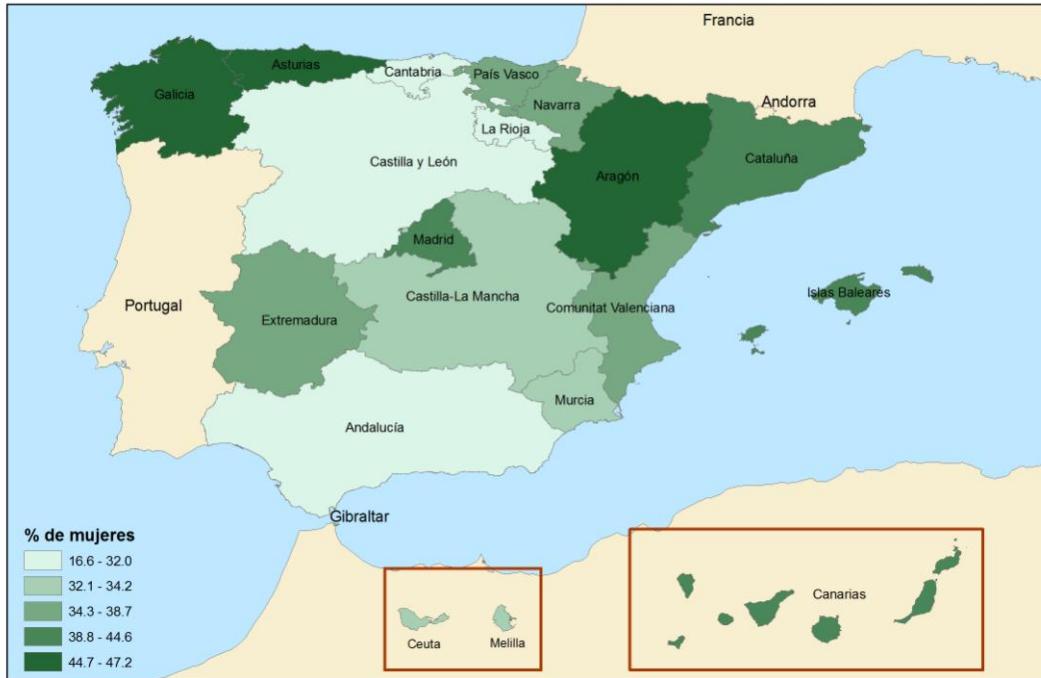 Francia
Asturias
Cantabria
País Vasco
Galicia
Navarra
Andorra
La Rioja
Cataluña
Castilla y León
Aragón
Madrid
Islas Baleares
Castilla-La Mancha
Portugal
Comunitat Valenciana
Extremadura
Murcia
Andalucía
Gibraltar
% de mujeres
16.6 - 32.0
32.1 - 34.2
34.3 - 38.7
38.8 - 44.6
44.7 - 47.2
Ceuta
Melilla
Canarias